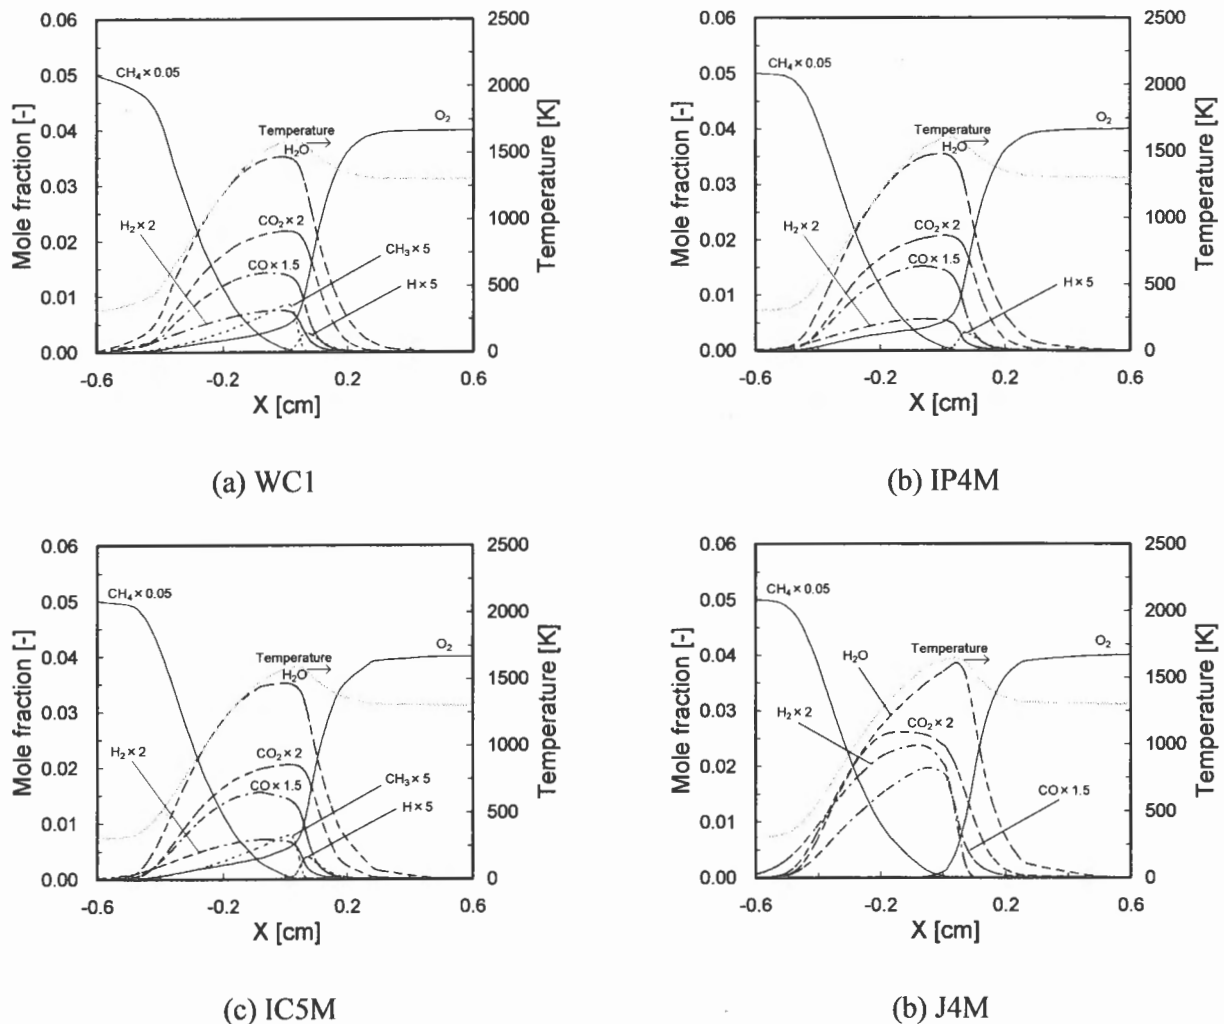 0.06
0.05
0.04
0.03
0.02
0.01
0.00
Mole fraction [-]
2500
2000
1500
1000
500
0
Temperature [K]
CH₄ × 0.05
O₂
Temperature
H₂O
H₂ × 2
CO₂ × 2
CO × 1.5
CH₃ × 5
H × 5
-0.6
-0.2
0.2
0.6
X [cm]
(a) WC1
0.06
0.05
0.04
0.03
0.02
0.01
0.00
Mole fraction [-]
2500
2000
1500
1000
500
0
Temperature [K]
CH₄ × 0.05
O₂
Temperature
H₂O
H₂ × 2
CO₂ × 2
CO × 1.5
H × 5
-0.6
-0.2
0.2
0.6
X [cm]
(b) IP4M
0.06
0.05
0.04
0.03
0.02
0.01
0.00
Mole fraction [-]
2500
2000
1500
1000
500
0
Temperature [K]
CH₄ × 0.05
O₂
Temperature
H₂O
H₂ × 2
CO₂ × 2
CO × 1.5
CH₃ × 5
H × 5
-0.6
-0.2
0.2
0.6
X [cm]
(c) IC5M
0.06
0.05
0.04
0.03
0.02
0.01
0.00
Mole fraction [-]
2500
2000
1500
1000
500
0
Temperature [K]
CH₄ × 0.05
O₂
Temperature
H₂O
H₂ × 2
CO₂ × 2
CO × 1.5
-0.6
-0.2
0.2
0.6
X [cm]
(b) J4M